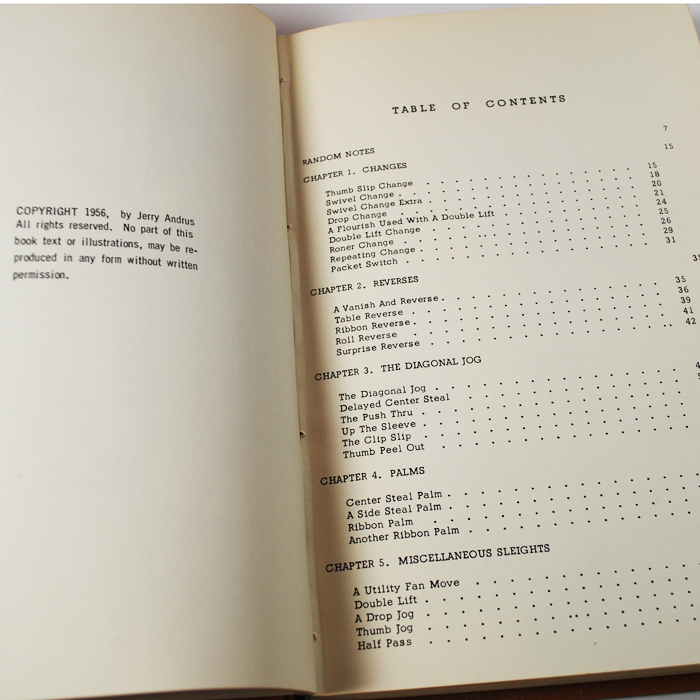 COPYRIGHT 1956, by Jerry Andrus
All rights reserved. No part of this
book text or illustrations, may be re-
produced in any form without written
permission.
TABLE OF CONTENTS
RANDOM NOTES 7
CHAPTER 1. CHANGES 15
Thumb Slip Change 15
Swivel Change 18
Swivel Change Extra 20
Drop Change 21
A Flourish Used With A Double Lift 24
Double Lift Change 25
Roner Change 26
Repeating Change 29
Packet Switch 31
CHAPTER 2. REVERSES
A Vanish And Reverse 35
Table Reverse 36
Ribbon Reverse 39
Roll Reverse 41
Surprise Reverse 42
CHAPTER 3. THE DIAGONAL JOG
The Diagonal Jog
Delayed Center Steal
The Push Thru
Up The Sleeve
The Clip Slip
Thumb Peel Out
CHAPTER 4. PALMS
Center Steal Palm
A Side Steal Palm
Ribbon Palm
Another Ribbon Palm
CHAPTER 5. MISCELLANEOUS SLEIGHTS
A Utility Fan Move
Double Lift
A Drop Jog
Thumb Jog
Half Pass